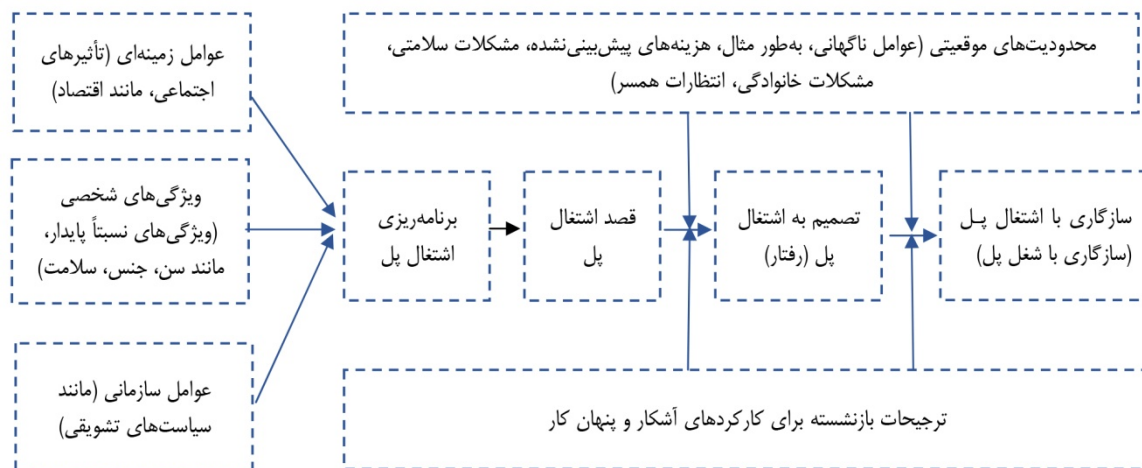 عوامل زمینه‌ای (تأثیرهای
اجتماعی، مانند اقتصاد)
ویژگی‌های شخصی
(ویژگی‌های نسبتاً پایدار،
مانند سن، جنس، سلامت)
عوامل سازمانی (مانند
سیاست‌های تشویقی)
محدودیت‌های موقعیتی (عوامل ناگهانی، به‌طور مثال، هزینه‌های پیش‌بینی‌نشده، مشکلات سلامتی،
مشکلات خانوادگی، انتظارات همسر)
برنامه‌ریزی
اشتغال پل
قصد اشتغال
پل
تصمیم به اشتغال
پل (رفتار)
سازگاری با اشتغال پـل
(سازگاری با شغل پل)
ترجیحات بازنشسته برای کارکردهای آشکار و پنهان کار